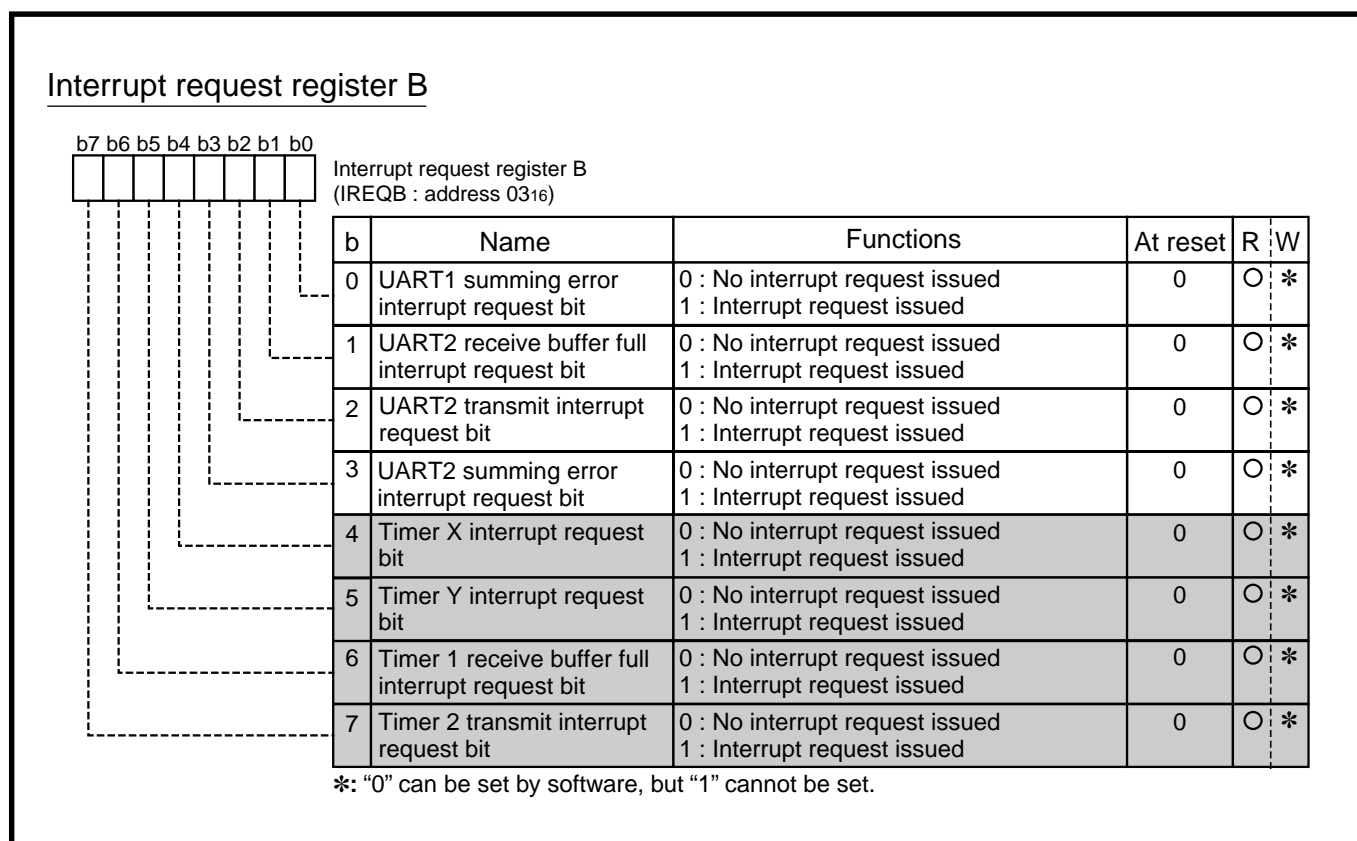 Interrupt request register B
b7 b6 b5 b4 b3 b2 b1 b0
Interrupt request register B
(IREQB : address 0316)
b Name Functions At reset R W
0 UART1 summing error 0 : No interrupt request issued 0 O ✻
interrupt request bit 1 : Interrupt request issued
1 UART2 receive buffer full 0 : No interrupt request issued 0 O ✻
interrupt request bit 1 : Interrupt request issued
2 UART2 transmit interrupt 0 : No interrupt request issued 0 O ✻
request bit 1 : Interrupt request issued
3 UART2 summing error 0 : No interrupt request issued 0 O ✻
interrupt request bit 1 : Interrupt request issued
4 Timer X interrupt request 0 : No interrupt request issued 0 O ✻
bit 1 : Interrupt request issued
5 Timer Y interrupt request 0 : No interrupt request issued 0 O ✻
bit 1 : Interrupt request issued
6 Timer 1 receive buffer full 0 : No interrupt request issued 0 O ✻
interrupt request bit 1 : Interrupt request issued
7 Timer 2 transmit interrupt 0 : No interrupt request issued 0 O ✻
request bit 1 : Interrupt request issued
✻: “0” can be set by software, but “1” cannot be set.